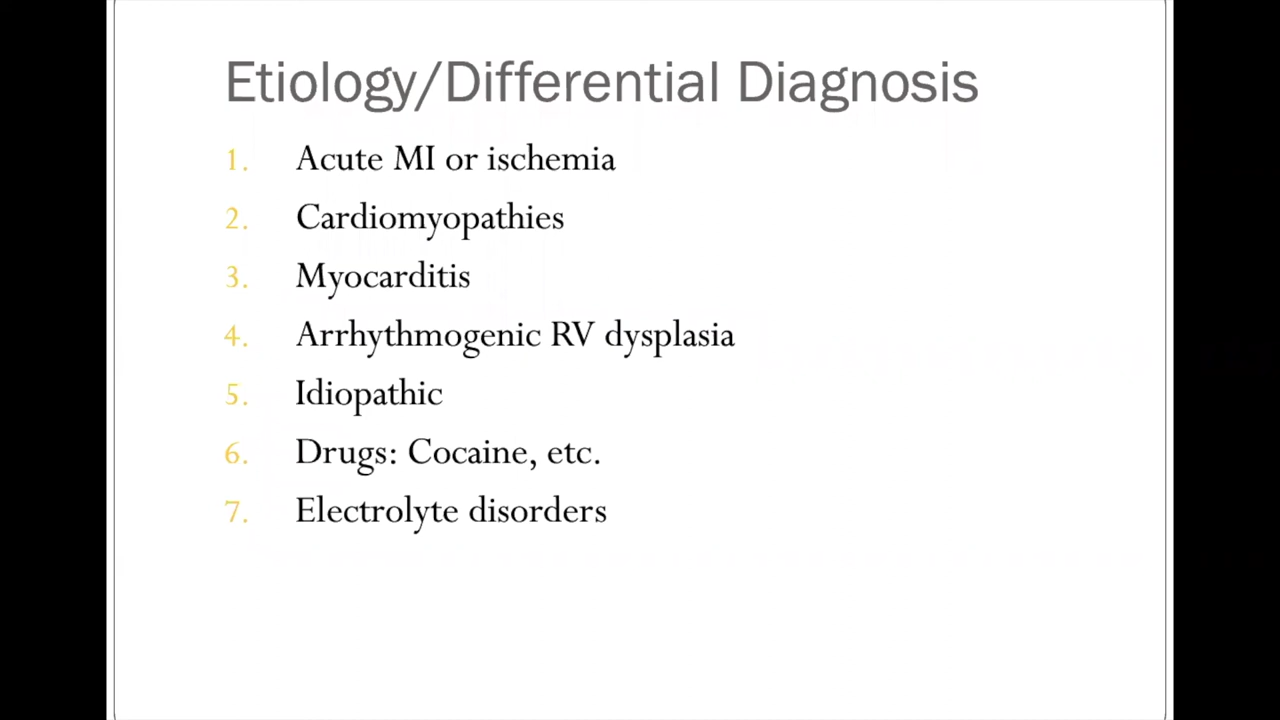 Etiology/Differential Diagnosis
1. Acute MI or ischemia
2. Cardiomyopathies
3. Myocarditis
4. Arrhythmogenic RV dysplasia
5. Idiopathic
6. Drugs: Cocaine, etc.
7. Electrolyte disorders